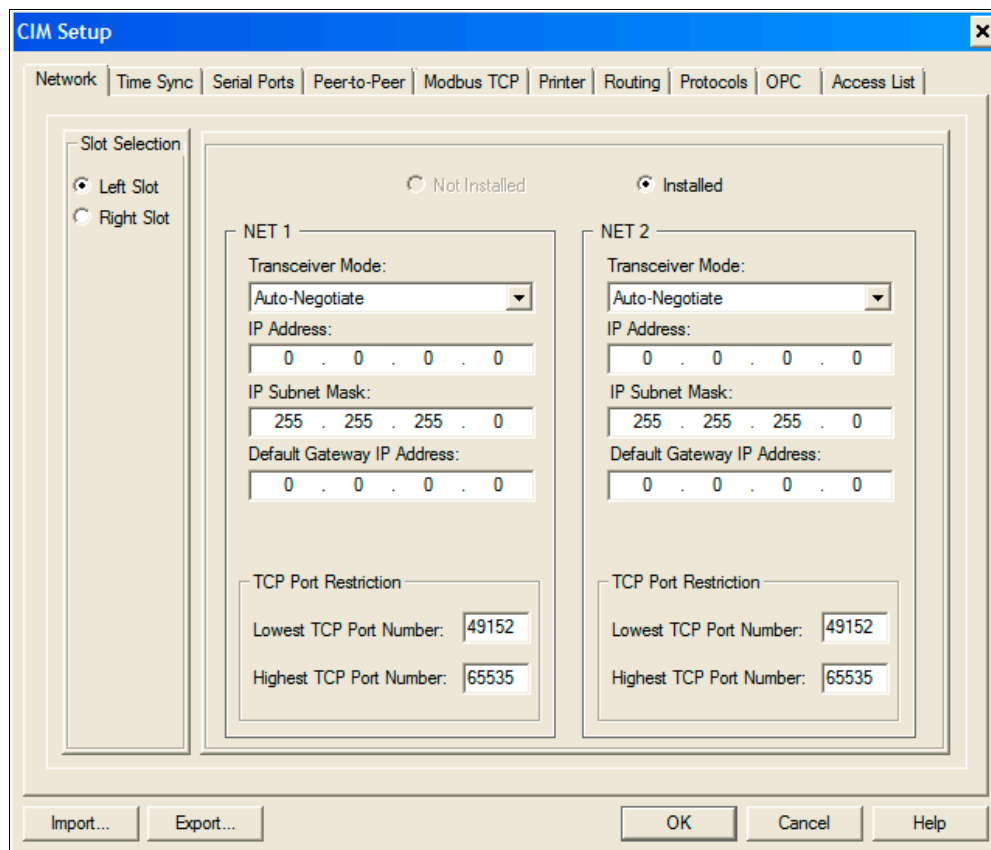 CIM Setup
Network Time Sync Serial Ports Peer-to-Peer Modbus TCP Printer Routing Protocols OPC Access List
Slot Selection
Left Slot
Right Slot
Not Installed Installed
NET 1
Transceiver Mode:
Auto-Negotiate
IP Address:
0 . 0 . 0 . 0
IP Subnet Mask:
255 . 255 . 255 . 0
Default Gateway IP Address:
0 . 0 . 0 . 0
TCP Port Restriction
Lowest TCP Port Number: 49152
Highest TCP Port Number: 65535
NET 2
Transceiver Mode:
Auto-Negotiate
IP Address:
0 . 0 . 0 . 0
IP Subnet Mask:
255 . 255 . 255 . 0
Default Gateway IP Address:
0 . 0 . 0 . 0
TCP Port Restriction
Lowest TCP Port Number: 49152
Highest TCP Port Number: 65535
Import... Export... OK Cancel Help